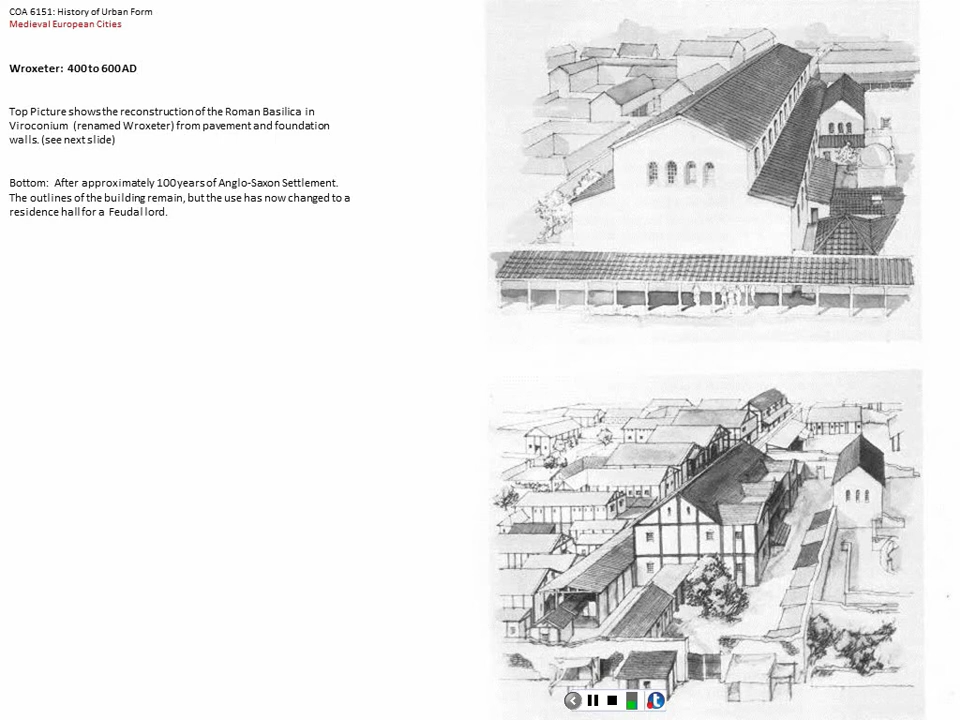 COA 6151: History of Urban Form
Medieval European Cities
Wroxeter: 400 to 600 AD
Top Picture shows the reconstruction of the Roman Basilica in
Viroconium (renamed Wroxeter) from pavement and foundation
walls. (see next slide)
Bottom: After approximately 100 years of Anglo-Saxon Settlement.
The outlines of the building remain, but the use has now changed to a
residence hall for a Feudal lord.
t